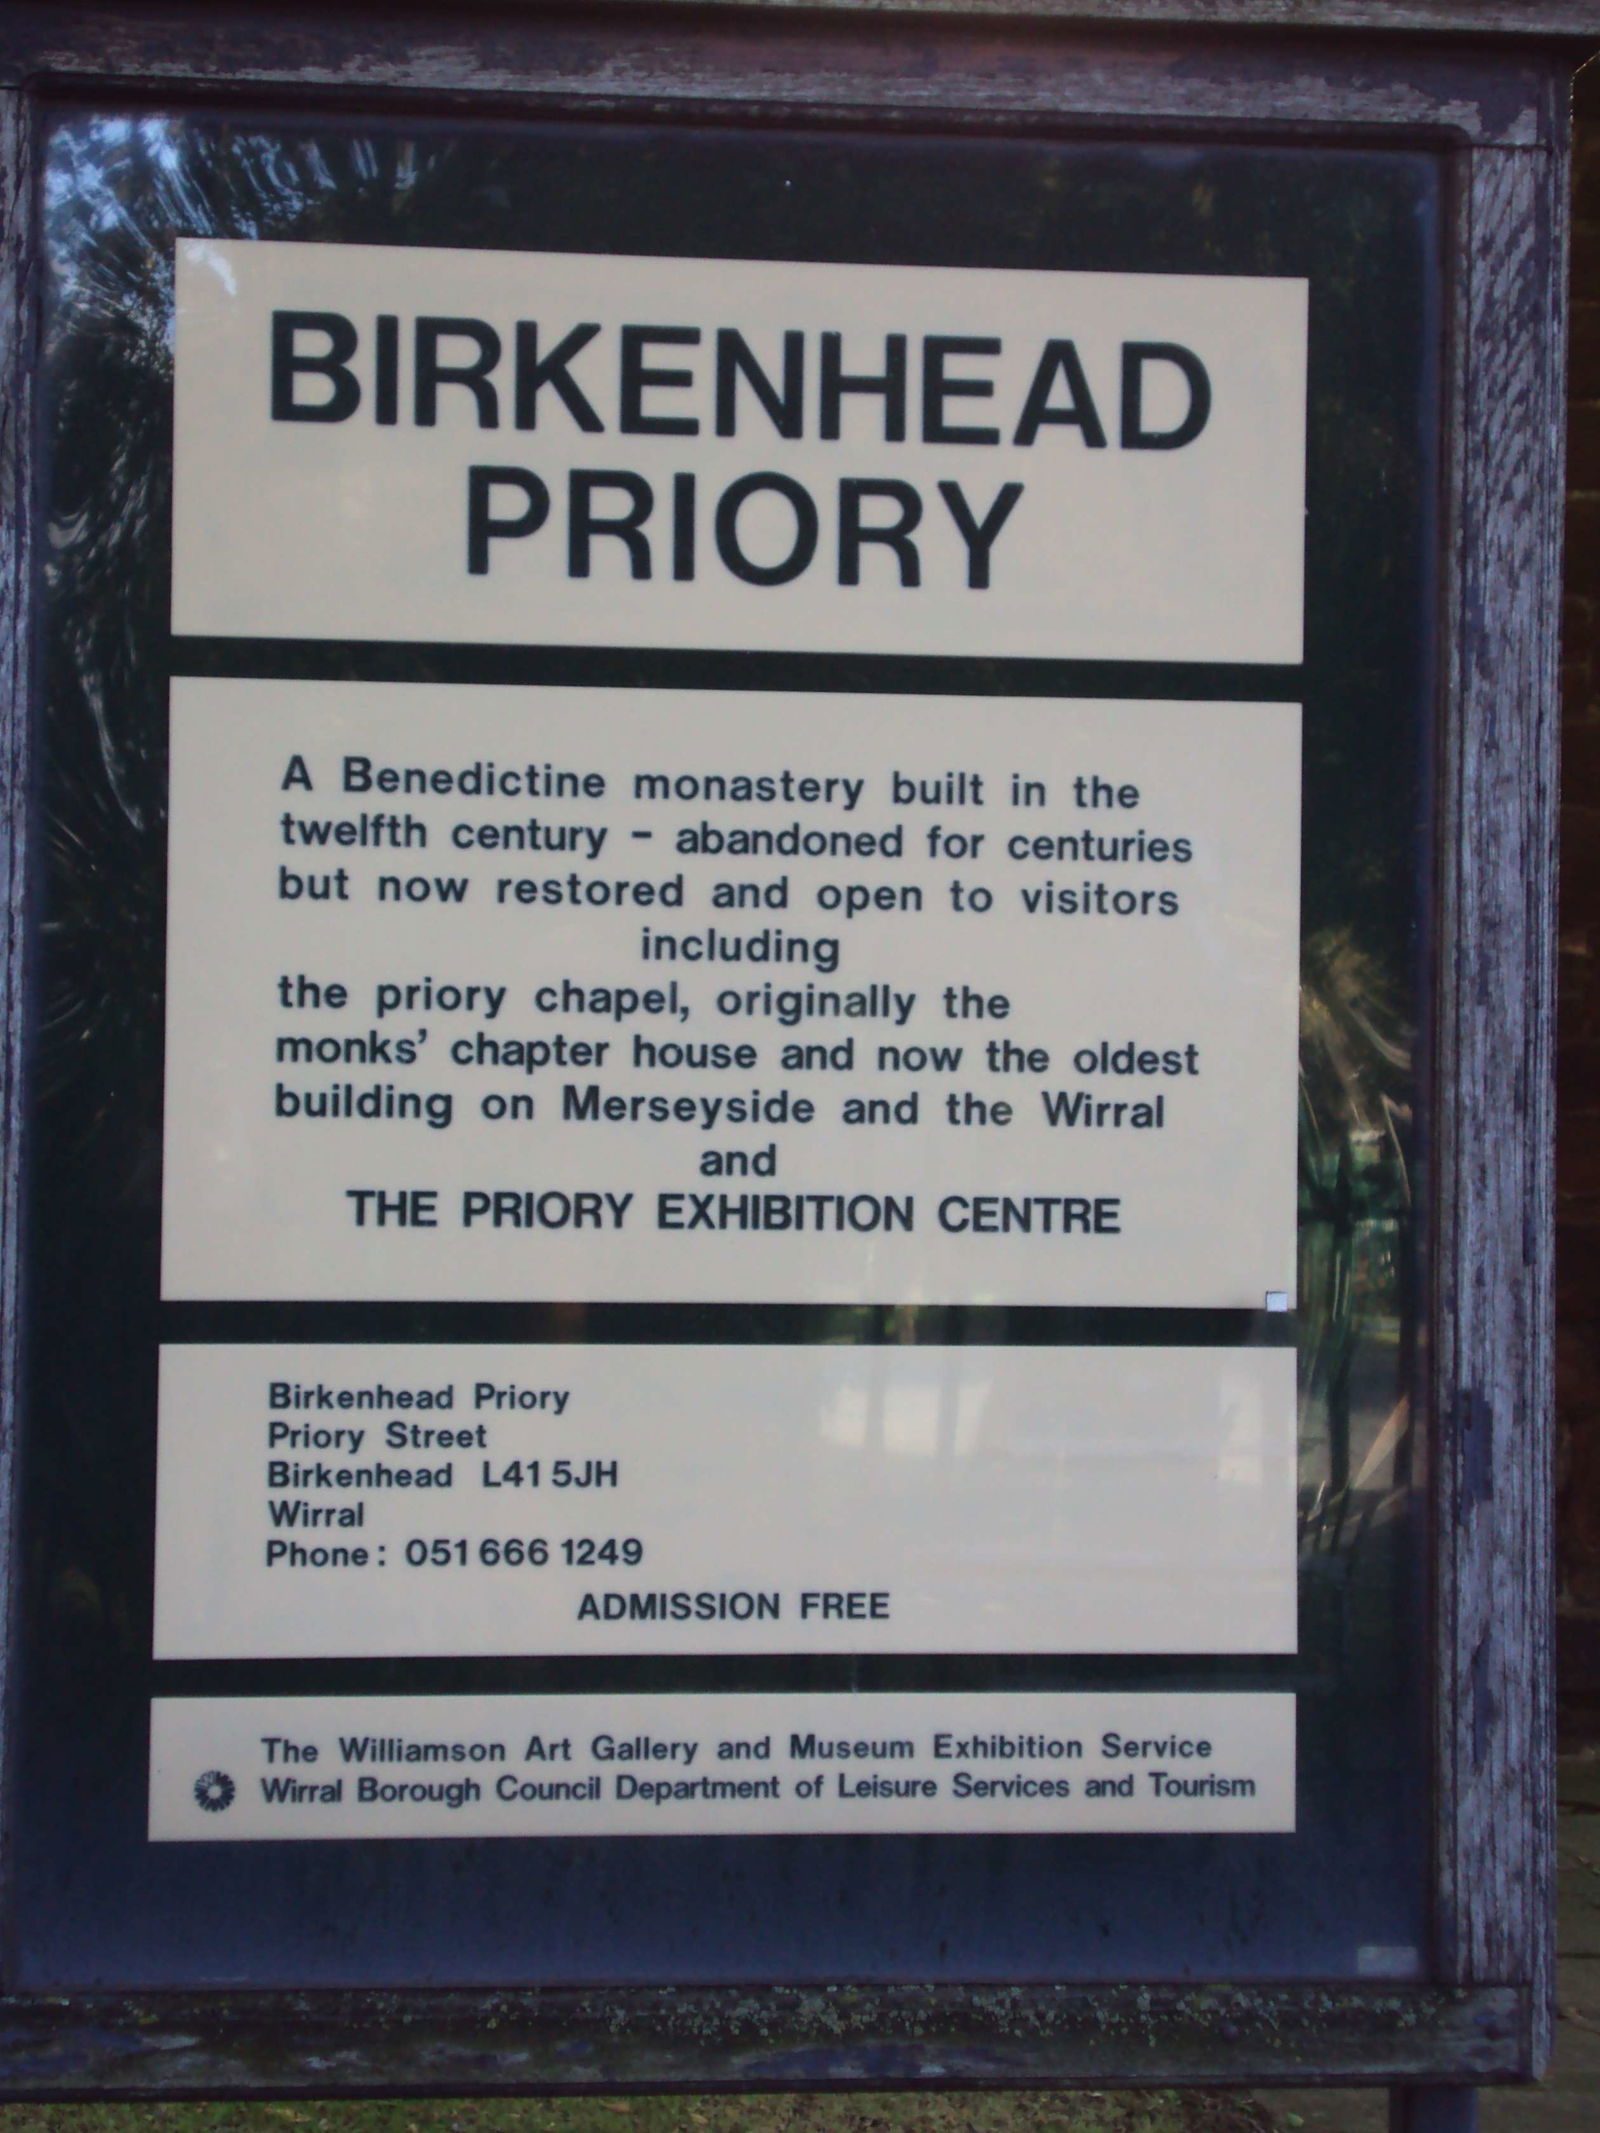 BIRKENHEAD
PRIORY
A Benedictine monastery built in the
twelfth century - abandoned for centuries
but now restored and open to visitors
including
the priory chapel, originally the
monks' chapter house and now the oldest
building on Merseyside and the Wirral
and
THE PRIORY EXHIBITION CENTRE
Birkenhead Priory
Priory Street
Birkenhead L41 5JH
Wirral
Phone: 051 666 1249
ADMISSION FREE
The Williamson Art Gallery and Museum Exhibition Service
Wirral Borough Council Department of Leisure Services and Tourism